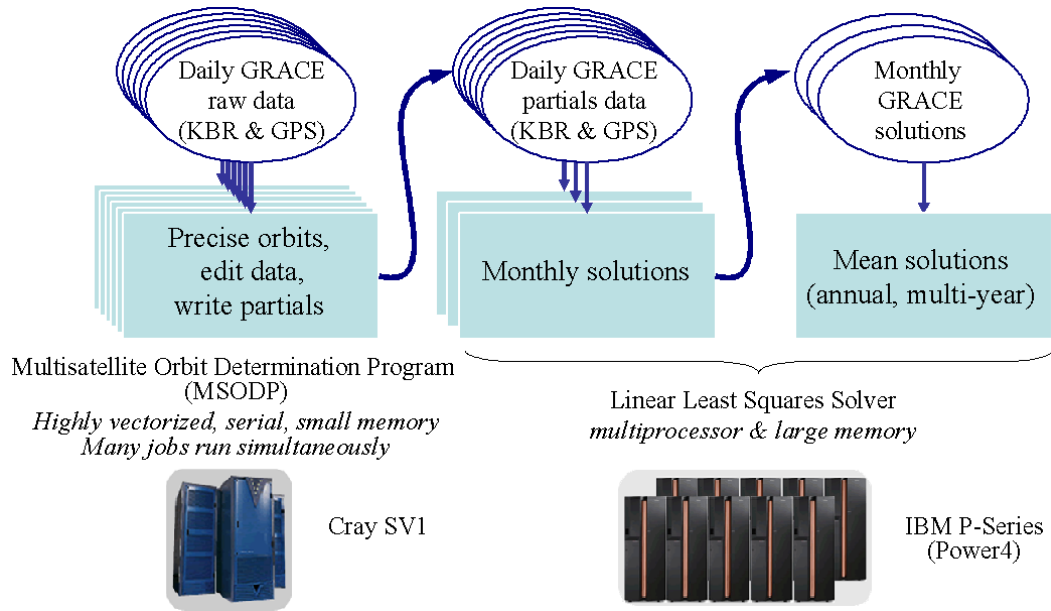 Daily GRACE
raw data
(KBR & GPS)
Daily GRACE
partials data
(KBR & GPS)
Monthly
GRACE
solutions
Precise orbits,
edit data,
write partials
Monthly solutions
Mean solutions
(annual, multi-year)
Multisatellite Orbit Determination Program
(MSODP)
Highly vectorized, serial, small memory
Many jobs run simultaneously
Linear Least Squares Solver
multiprocessor & large memory
Cray SV1
IBM P-Series
(Power4)